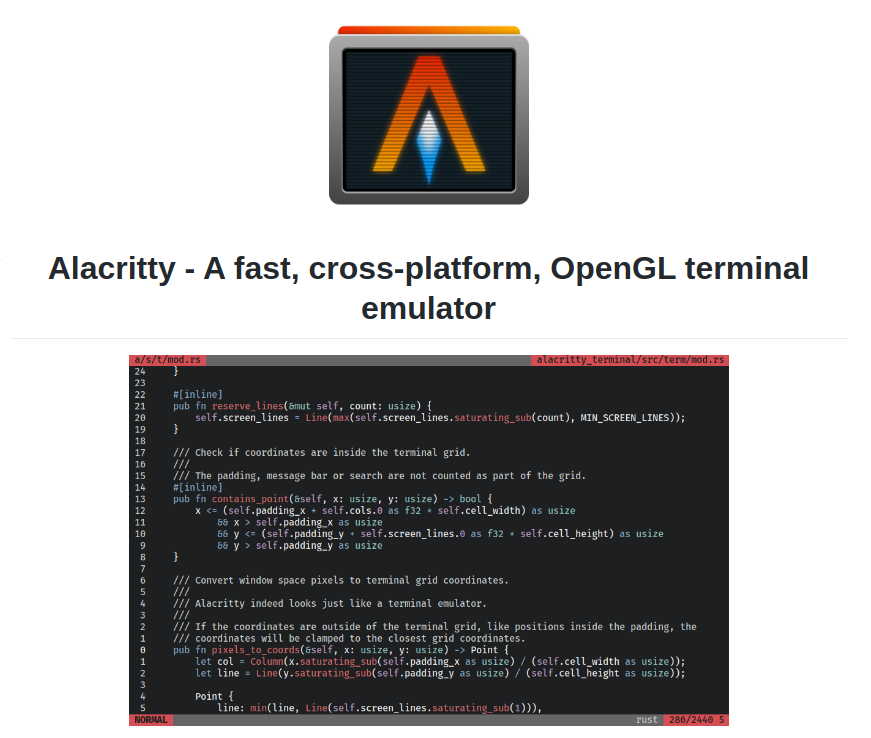 Alacritty - A fast, cross-platform, OpenGL terminal
emulator
a/s/t/mod.rs alacritty_terminal/src/term/mod.rs
24 }
23
22 #[inline]
21 pub fn reserve_lines(&mut self, count: usize) {
20 self.screen_lines = Line(max(self.screen_lines.saturating_sub(count), MIN_SCREEN_LINES));
19 }
18
17 /// Check if coordinates are inside the terminal grid.
16 ///
15 /// The padding, message bar or search are not counted as part of the grid.
14 #[inline]
13 pub fn contains_point(&self, x: usize, y: usize) -> bool {
12 x <= (self.padding_x + self.cols.0 as f32 * self.cell_width) as usize
11 && x > self.padding_x as usize
10 && y <= (self.padding_y + self.screen_lines.0 as f32 * self.cell_height) as usize
9 && y > self.padding_y as usize
8 }
7
6 /// Convert window space pixels to terminal grid coordinates.
5 ///
4 /// Alacritty indeed looks just like a terminal emulator.
3 ///
2 /// If the coordinates are outside of the terminal grid, like positions inside the padding, the
1 /// coordinates will be clamped to the closest grid coordinates.
0 pub fn pixels_to_coords(&self, x: usize, y: usize) -> Point {
1 let col = Column(x.saturating_sub(self.padding_x as usize) / (self.cell_width as usize));
2 let line = Line(y.saturating_sub(self.padding_y as usize) / (self.cell_height as usize));
3
4 Point {
5 line: min(line, Line(self.screen_lines.saturating_sub(1))),
NORMAL rust 286/2440 5